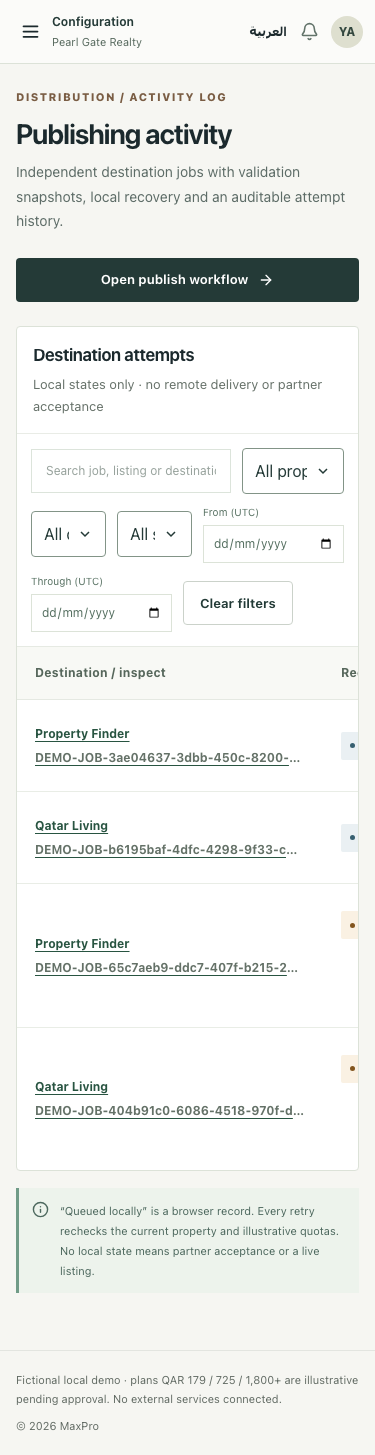 Configuration
Pearl Gate Realty
العربية
YA
DISTRIBUTION / ACTIVITY LOG
Publishing activity
Independent destination jobs with validation
snapshots, local recovery and an auditable attempt
history.
Open publish workflow
Destination attempts
Local states only · no remote delivery or partner
acceptance
Search job, listing or destinati
All prop
All
All
From (UTC)
dd/mm/yyyy
Through (UTC)
dd/mm/yyyy
Clear filters
Destination / inspect
Property Finder
DEMO-JOB-3ae04637-3dbb-450c-8200-...
Qatar Living
DEMO-JOB-b6195baf-4dfc-4298-9f33-c...
Property Finder
DEMO-JOB-65c7aeb9-ddc7-407f-b215-2...
Qatar Living
DEMO-JOB-404b91c0-6086-4518-970f-d...
“Queued locally” is a browser record. Every retry
rechecks the current property and illustrative quotas.
No local state means partner acceptance or a live
listing.
Fictional local demo · plans QAR 179 / 725 / 1,800+ are illustrative
pending approval. No external services connected.
© 2026 MaxPro